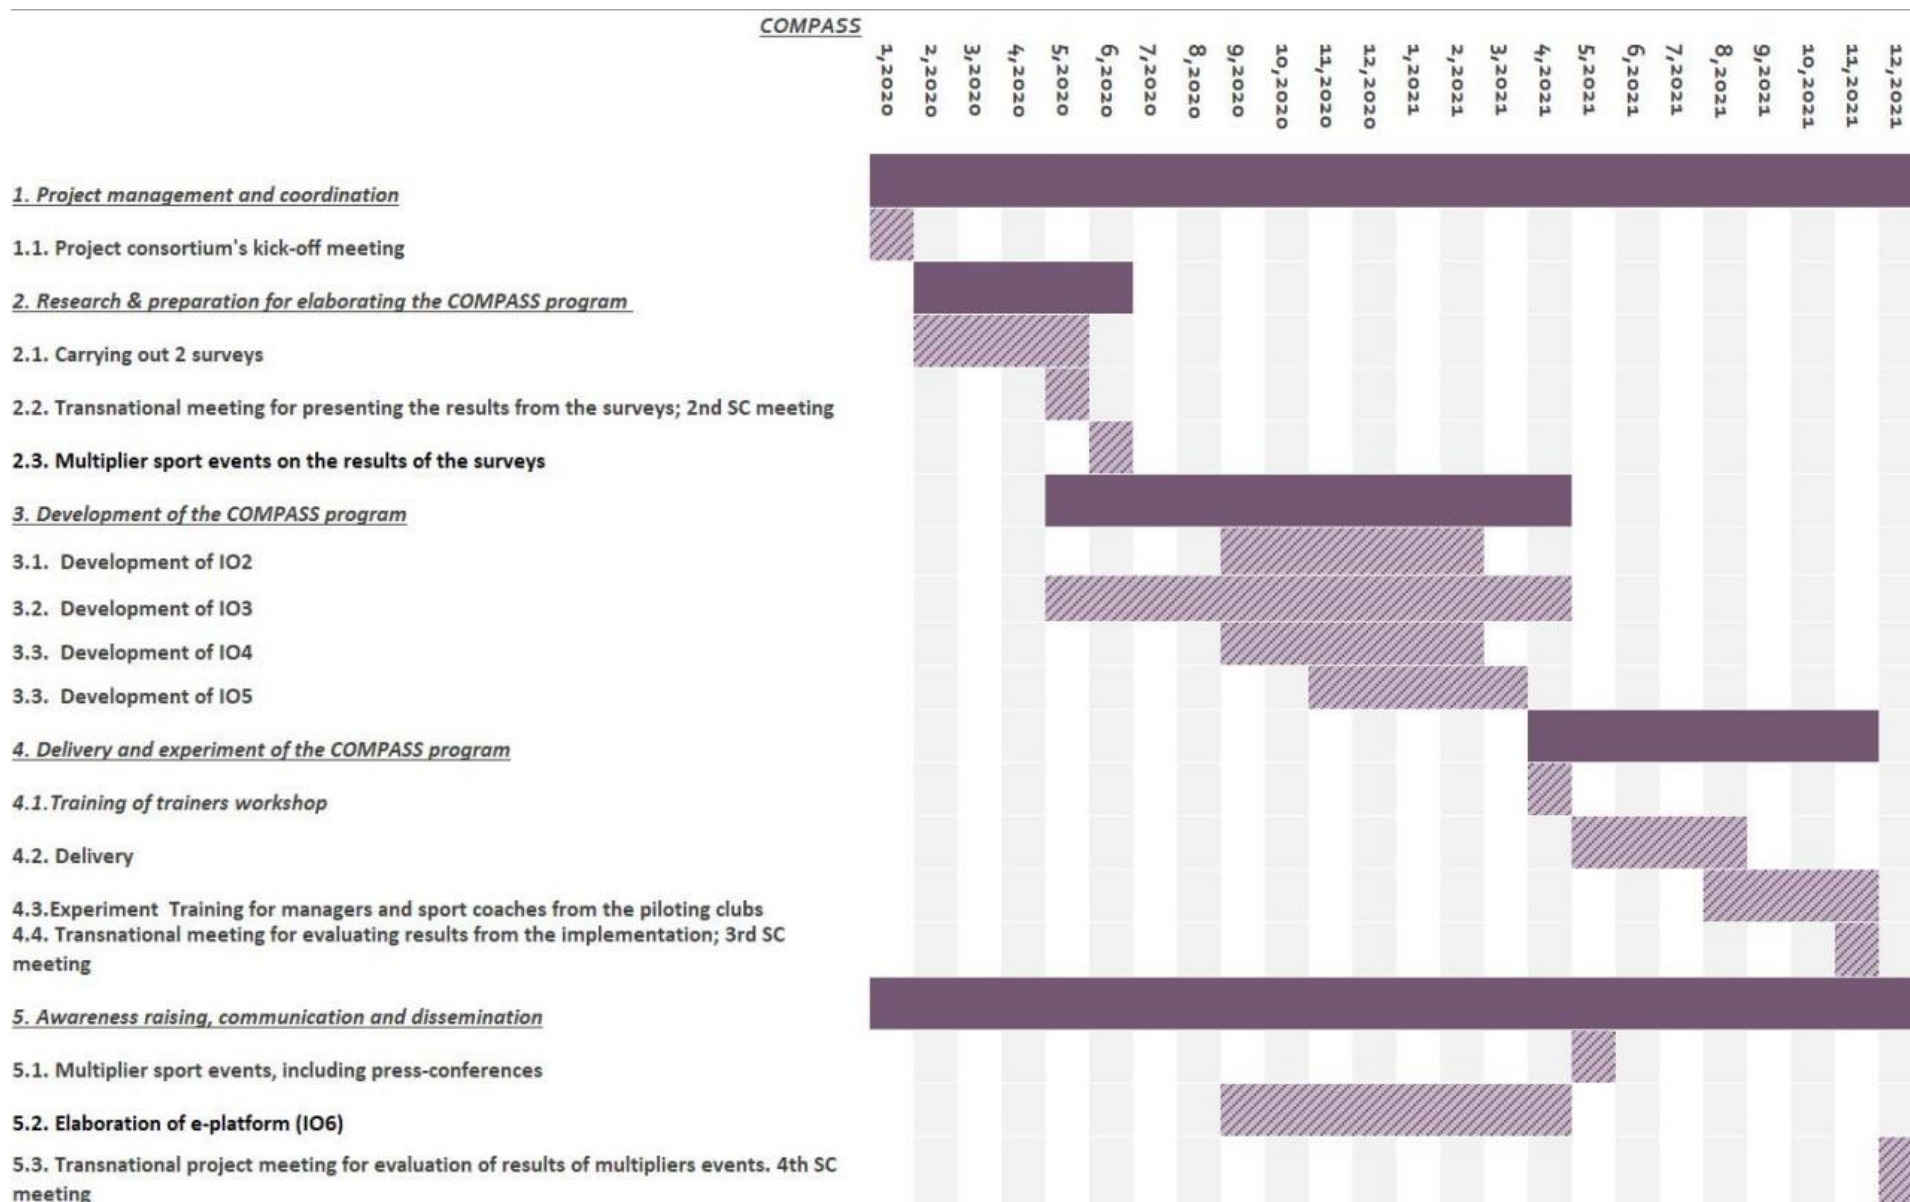 COMPASS
1,2020
2,2020
3,2020
4,2020
5,2020
6,2020
7,2020
8,2020
9,2020
10,2020
11,2020
12,2020
1,2021
2,2021
3,2021
4,2021
5,2021
6,2021
7,2021
8,2021
9,2021
10,2021
11,2021
12,2021
1. Project management and coordination
1.1. Project consortium's kick-off meeting
2. Research & preparation for elaborating the COMPASS program
2.1. Carrying out 2 surveys
2.2. Transnational meeting for presenting the results from the surveys; 2nd SC meeting
2.3. Multiplier sport events on the results of the surveys
3. Development of the COMPASS program
3.1.  Development of IO2
3.2.  Development of IO3
3.3.  Development of IO4
3.3.  Development of IO5
4. Delivery and experiment of the COMPASS program
4.1.Training of trainers workshop
4.2. Delivery
4.3.Experiment  Training for managers and sport coaches from the piloting clubs
4.4. Transnational meeting for evaluating results from the implementation; 3rd SC
meeting
5. Awareness raising, communication and dissemination
5.1. Multiplier sport events, including press-conferences
5.2. Elaboration of e-platform (IO6)
5.3. Transnational project meeting for evaluation of results of multipliers events. 4th SC
meeting